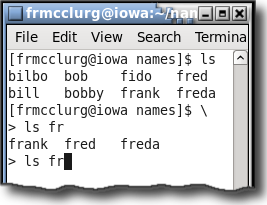 frmcclurg@iowa:~/nam
File Edit View Search Termina
[frmcclurg@iowa names]$ ls
bilbo bob fido fred
bill bobby frank freda
[frmcclurg@iowa names]$ \
> ls fr
frank fred freda
> ls fr